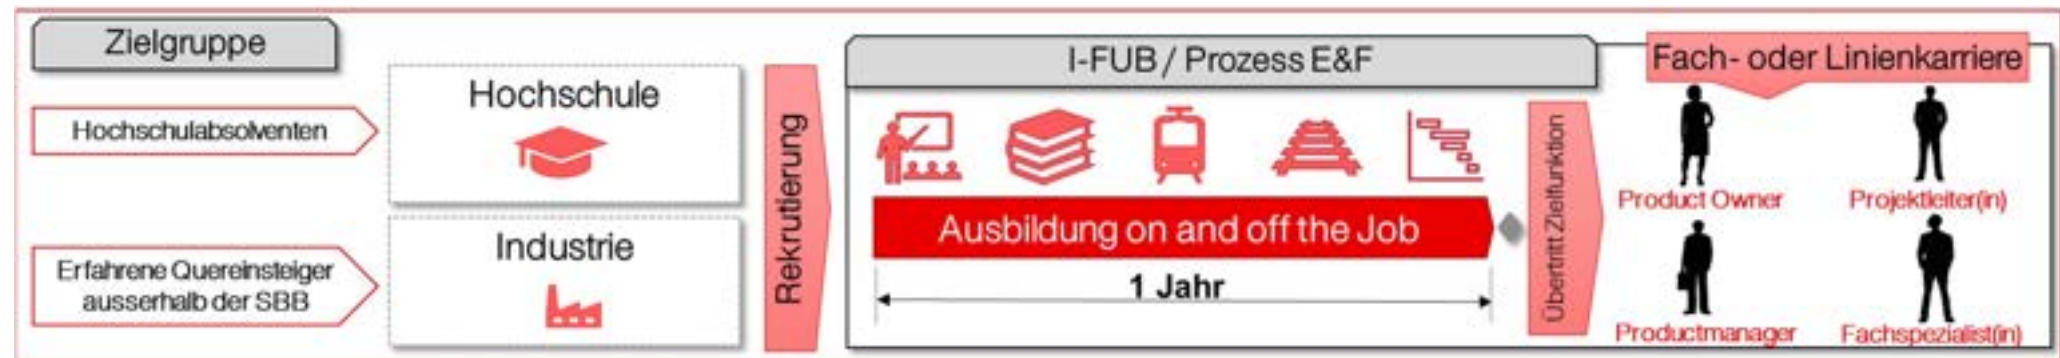 Zielgruppe
Hochschulabsolventen
Erfahrene Quereinsteiger
ausserhalb der SBB
Hochschule
Industrie
Rekrutierung
I-FUB / Prozess E&F
Ausbildung on and off the Job
1 Jahr
Übertritt Zielfunktion
Fach- oder Linienkarriere
Product Owner
Projektleiter(in)
Productmanager
Fachspezialist(in)